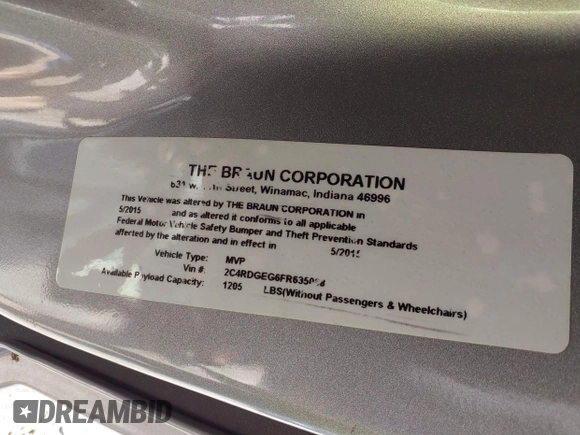 THE BRAUN CORPORATION
Street, Winamac, Indiana 46996
This Vehicle was altered by THE BRAUN CORPORATION in
5/2015 and as altered it conforms to all applicable
Federal Motor Vehicle Safety Bumper and Theft Prevention Standards
afferted by the alteration and in effect in 5/2015
Vehicle Type: MVP
Vin #:
Available Payload Capacity: 1205 LBS(Without Passengers & Wheelchairs)
DREAMBID